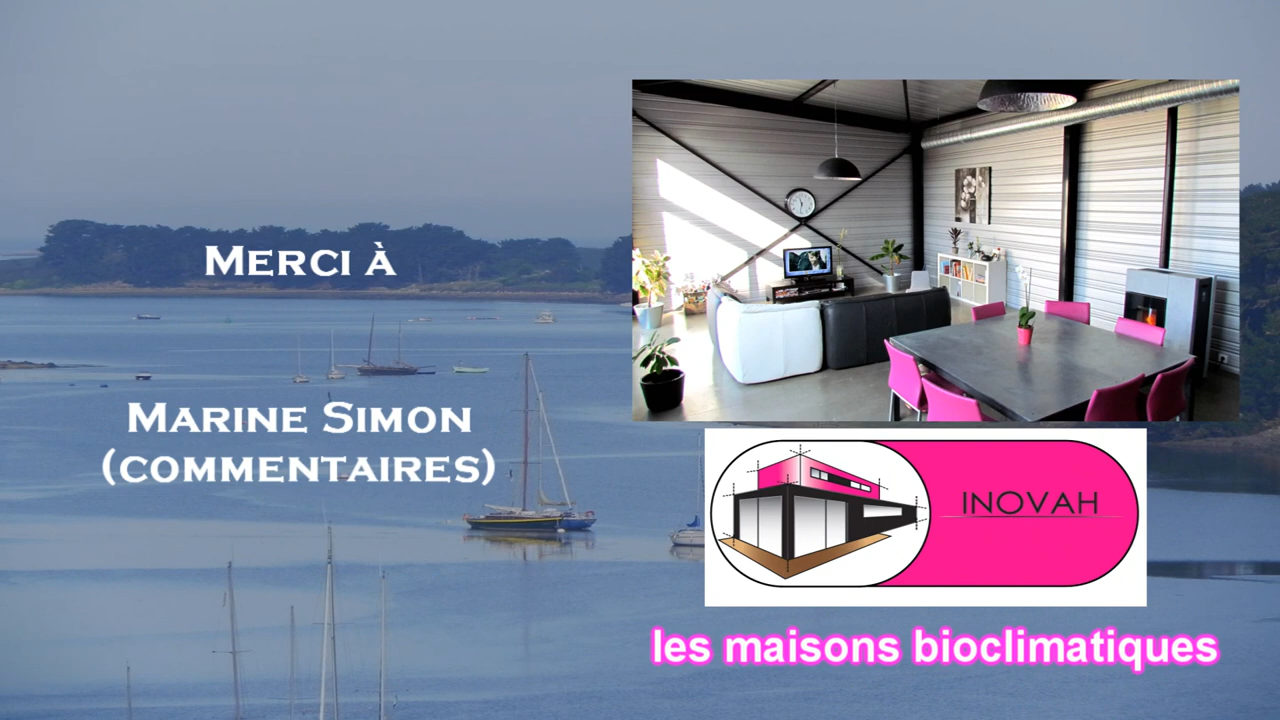 Merci à
Marine Simon
(commentaires)
INOVAH
les maisons bioclimatiques